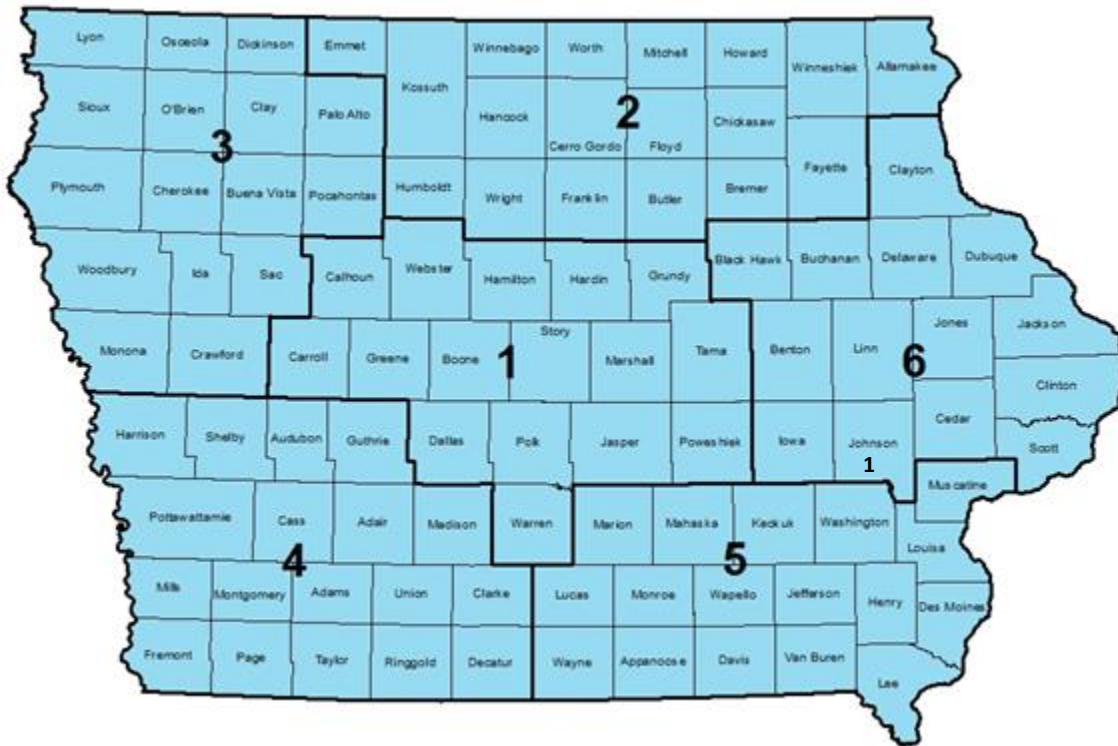 Lyon Osceola Dickinson Emmet Winnebago Worth Mitchell Howard Winneshiek Allamakee
Kossuth
Sioux O'Brien Clay Palo Alto Hancock 2 Chickasaw
3 Cerro Gordo Floyd
Plymouth Cherokee Buena Vista Pocahontas Humboldt Wright Franklin Butler Bremer Fayette Clayton
Woodbury Ida Sac Calhoun Webster Hamilton Hardin Grundy Black Hawk Buchanan Delaware Dubuque
Monona Crawford Carroll Greene Boone Story Marshall Tama Benton Linn Jones Jackson
1 6
Clinton
Harrison Shelby Audubon Guthrie Dallas Polk Jasper Poweshiek Iowa Johnson Cedar Scott
1
Pottawattamie Cass Adair Madison Warren Marion Mahaska Keokuk Washington Muscatine
4 5 Louisa
Mills Montgomery Adams Union Clarke Lucas Monroe Wapello Jefferson Henry Des Moines
Fremont Page Taylor Ringgold Decatur Wayne Appanoose Davis Van Buren Lee